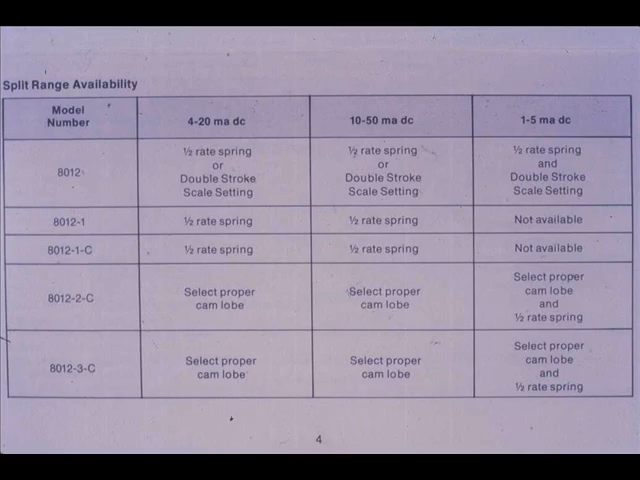 Split Range Availability
Model
Number
4-20 ma dc
10-50 ma dc
1-5 ma dc
8012
½ rate spring
or
Double Stroke
Scale Setting
½ rate spring
or
Double Stroke
Scale Setting
½ rate spring
and
Double Stroke
Scale Setting
8012-1
½ rate spring
½ rate spring
Not available
8012-1-C
½ rate spring
½ rate spring
Not available
8012-2-C
Select proper
cam lobe
Select proper
cam lobe
Select proper
cam lobe
and
½ rate spring
8012-3-C
Select proper
cam lobe
Select proper
cam lobe
Select proper
cam lobe
and
½ rate spring
4